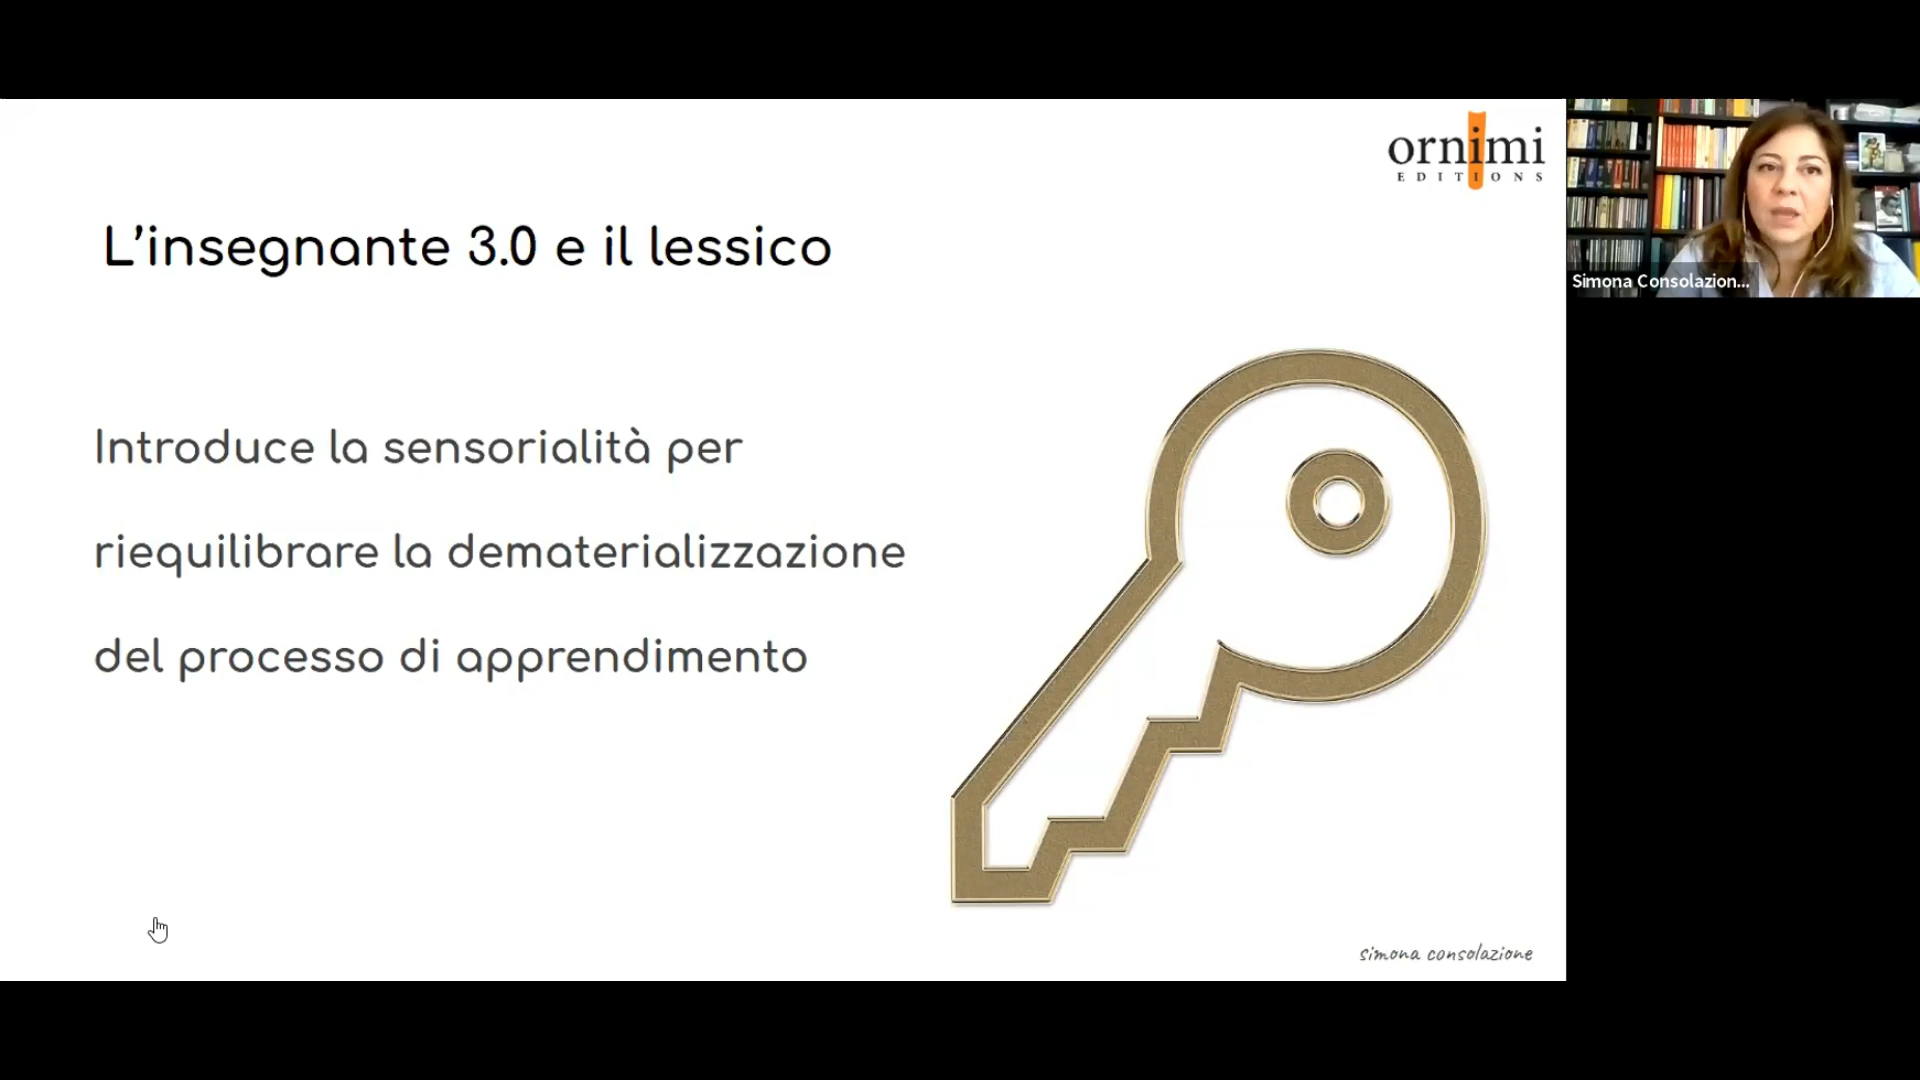 ornimi
EDITIONS
L’insegnante 3.0 e il lessico
Introduce la sensorialità per
riequilibrare la dematerializzazione
del processo di apprendimento
simona consolazione
Simona Consolazion...